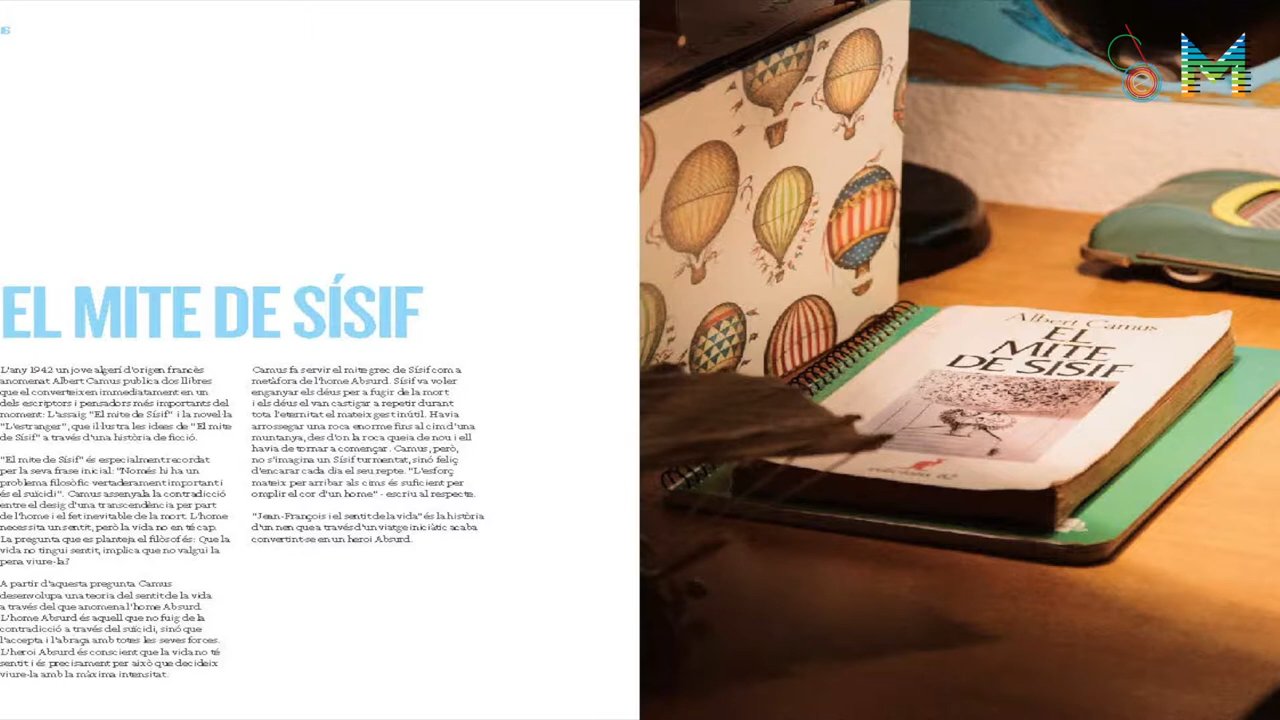 EL MITE DE SÍSIF
L'any 1942 un jove algerí d'origen francès
anomenat Albert Camus publica dos llibres
que el converteixen immediatament en un
dels escriptors i pensadors més importants del
moment: L'assaig "El mite de Sísif" i la novel·la
"L'estranger", que il·lustra les idees de "El mite
de Sísif" a través d'una història de ficció.
"El mite de Sísif" és especialment recordat
per la seva frase inicial: "Només hi ha un
problema filosòfic vertaderament important i
és el suïcidi". Camus assenyala la contradicció
entre el desig d'una transcendència per part
de l'home i el fet inevitable de la mort. L'home
necessita un sentit, però la vida no en té cap.
La pregunta que es planteja el filòsof és: Que la
vida no tingui sentit, implica que no valgui la
pena viure-la?
A partir d'aquesta pregunta Camus
desenvolupa una teoria del sentit de la vida
a través del que anomena l'home Absurd.
L'home Absurd és aquell que no fuig de la
contradicció a través del suïcidi, sinó que
l'accepta i l'abraça amb totes les seves forces.
L'heroi Absurd és conscient que la vida no té
sentit i és precisament per això que decideix
viure-la amb la màxima intensitat.
Camus fa servir el mite grec de Sísif com a
metàfora de l'home Absurd. Sísif va voler
enganyar els déus per a fugir de la mort
i els déus el van castigar a repetir durant
tota l'eternitat el mateix gest inútil. Havia
arrossegar una roca enorme fins al cim d'una
muntanya, des d'on la roca queia de nou i ell
havia de tornar a començar. Camus, però,
no s'imagina un Sísif turmentat, sinó feliç
d'encarar cada dia el seu repte. "L'esforç
mateix per arribar als cims és suficient per
omplir el cor d'un home" - escriu al respecte.
"Jean-François i el sentit de la vida" és la història
d'un nen que a través d'un viatge iniciàtic acaba
convertint-se en un heroi Absurd.
Albert Camus
EL
MITE
DE SÍSIF
edicions 62
M